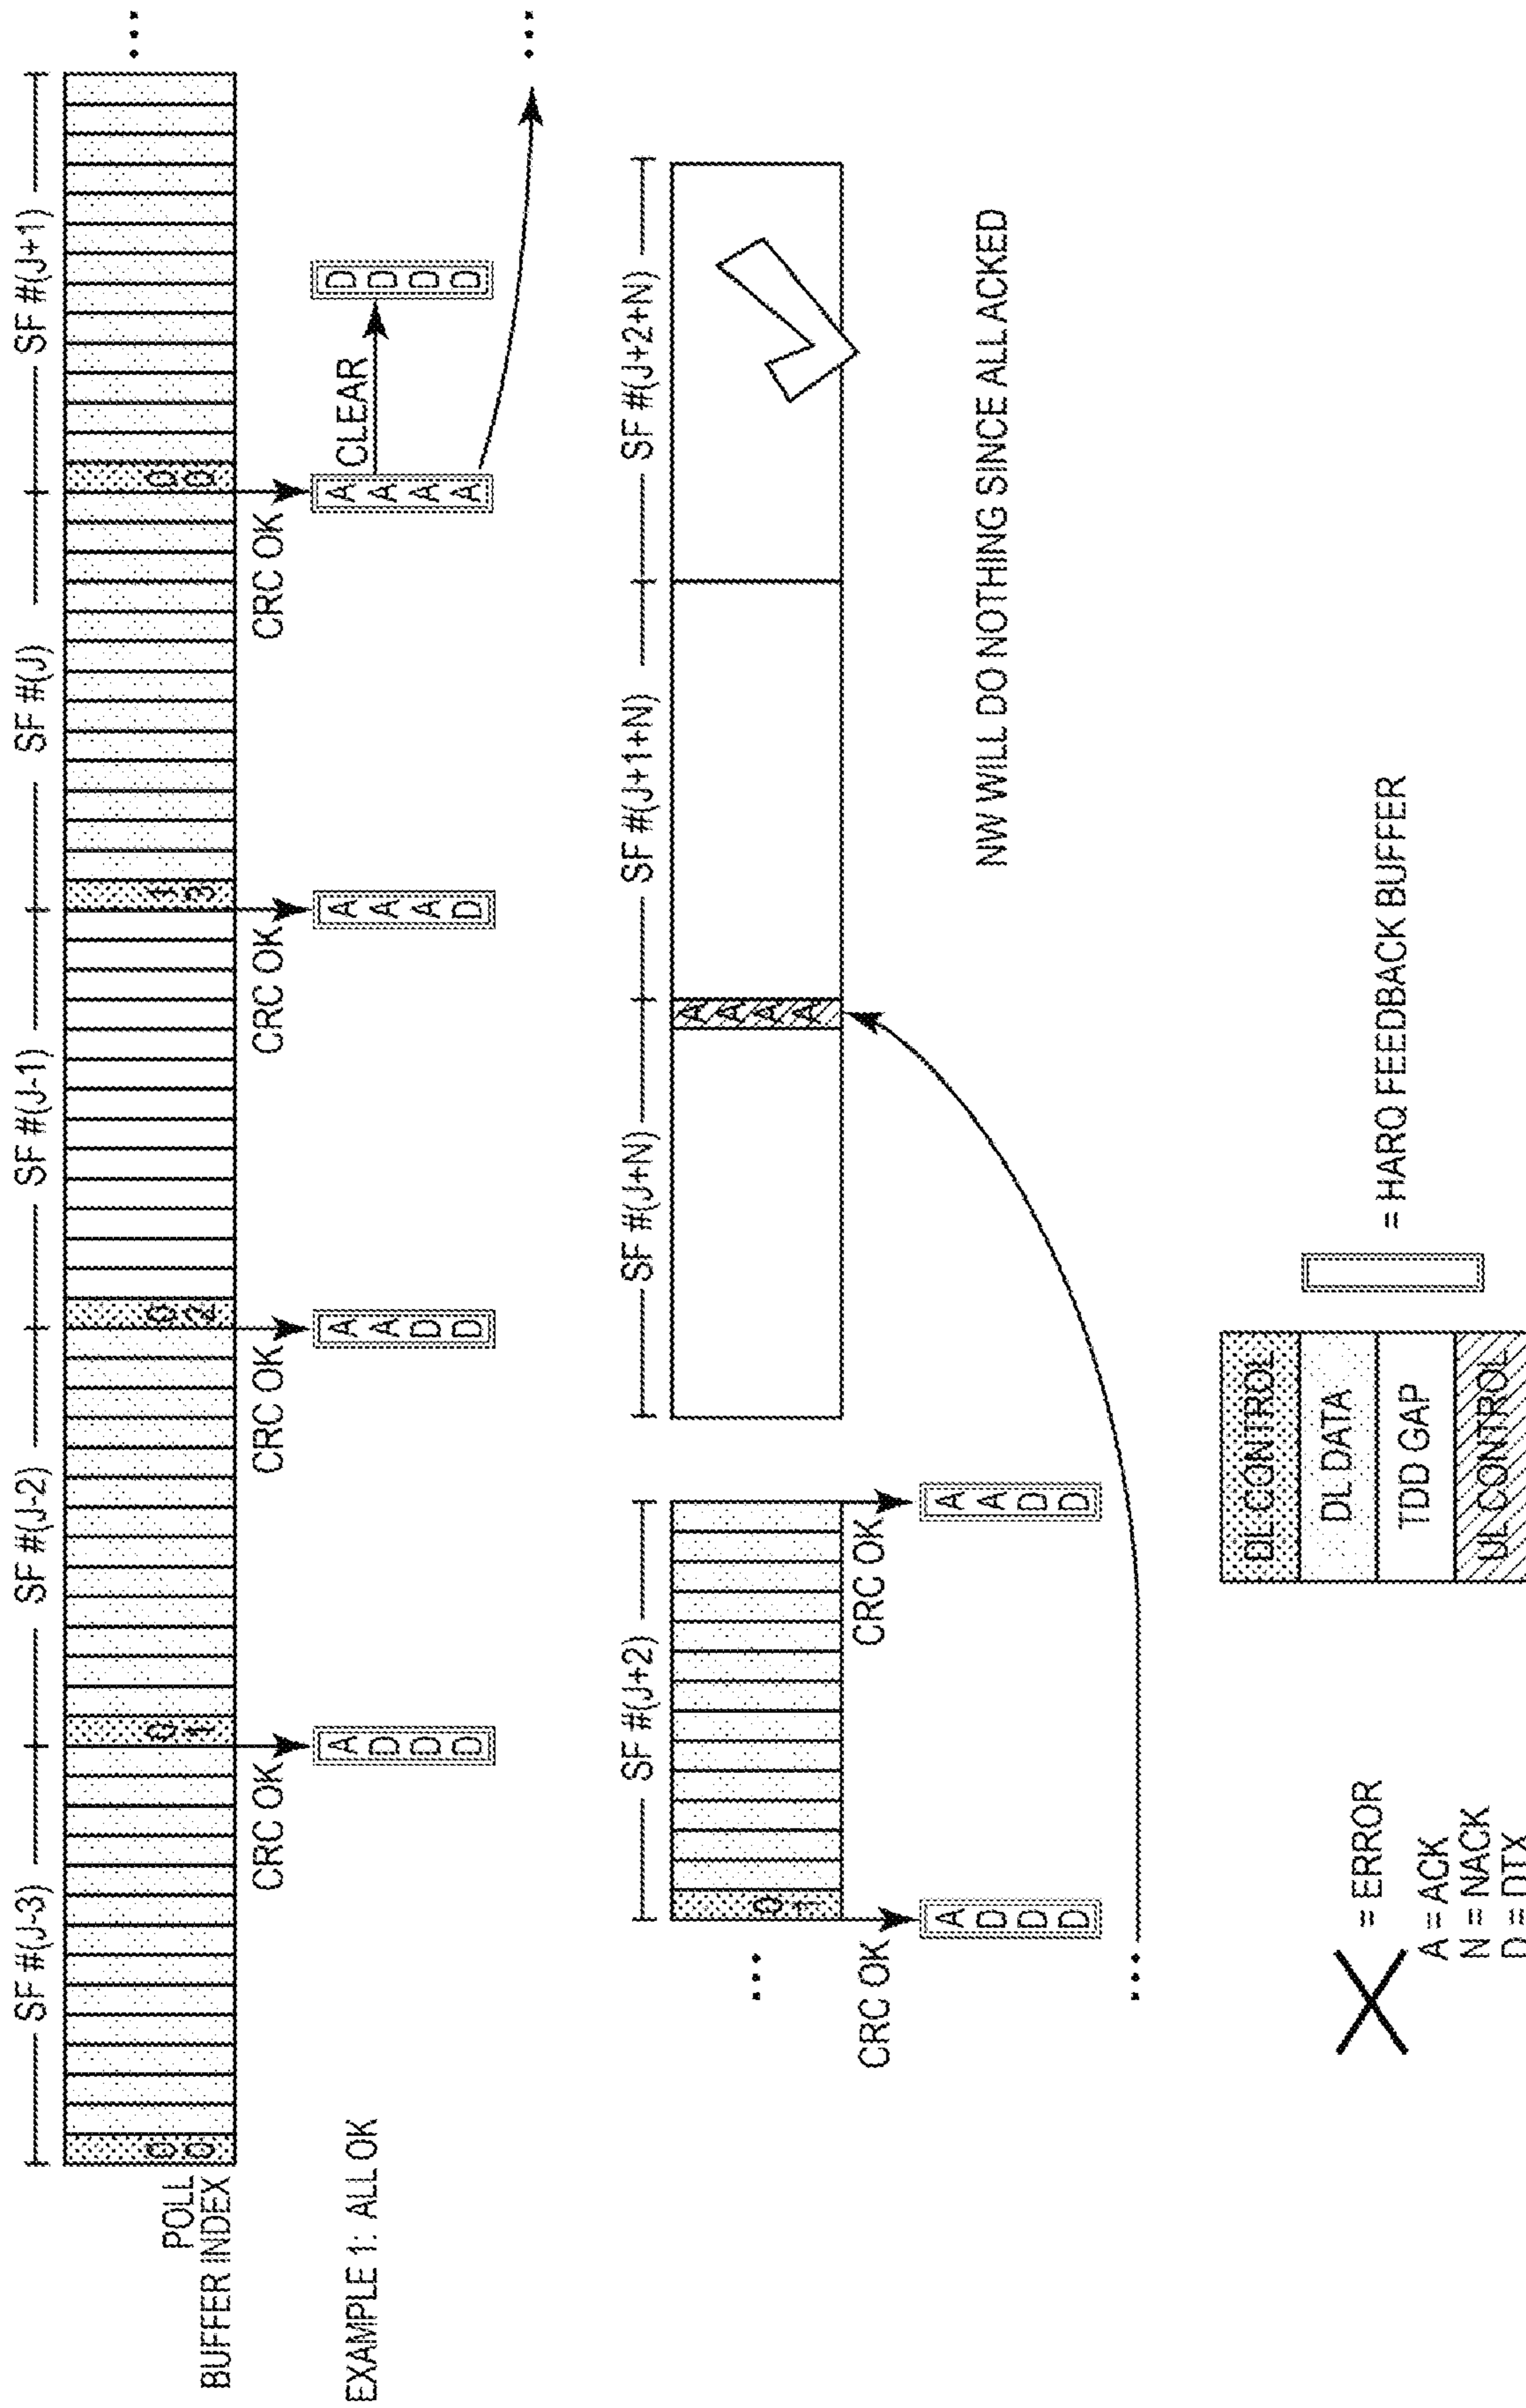 SF #(J-3) SF #(J-2) SF #(J-1) SF #(J) SF #(J+1)
POLL 0 0 0 1 0 ...
BUFFER INDEX 0 1 2 3 0
CRC OK CRC OK CRC OK CRC OK
EXAMPLE 1: ALL OK
A D D D
A A D D
A A A D
A A A A
CLEAR
D D D D
...
SF #(J+2) SF #(J+N) SF #(J+1+N) SF #(J+2+N)
... 0
1
A A A A
CRC OK CRC OK
A D D D
A A D D
NW WILL DO NOTHING SINCE ALL ACKED
...
= ERROR
A = ACK
N = NACK
D = DTX
DL CONTROL
DL DATA
TDD GAP
UL CONTROL
= HARQ FEEDBACK BUFFER